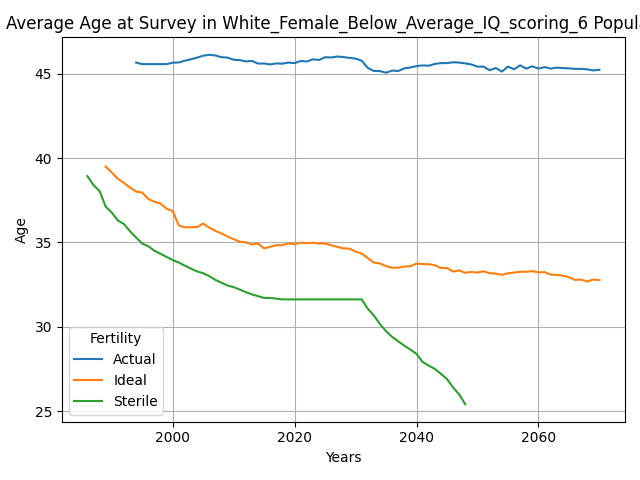 Average Age at Survey in White_Female_Below_Average_IQ_scoring_6 Popul
45
40
35
30
25
Age
Fertility
Actual
Ideal
Sterile
2000 2020 2040 2060
Years